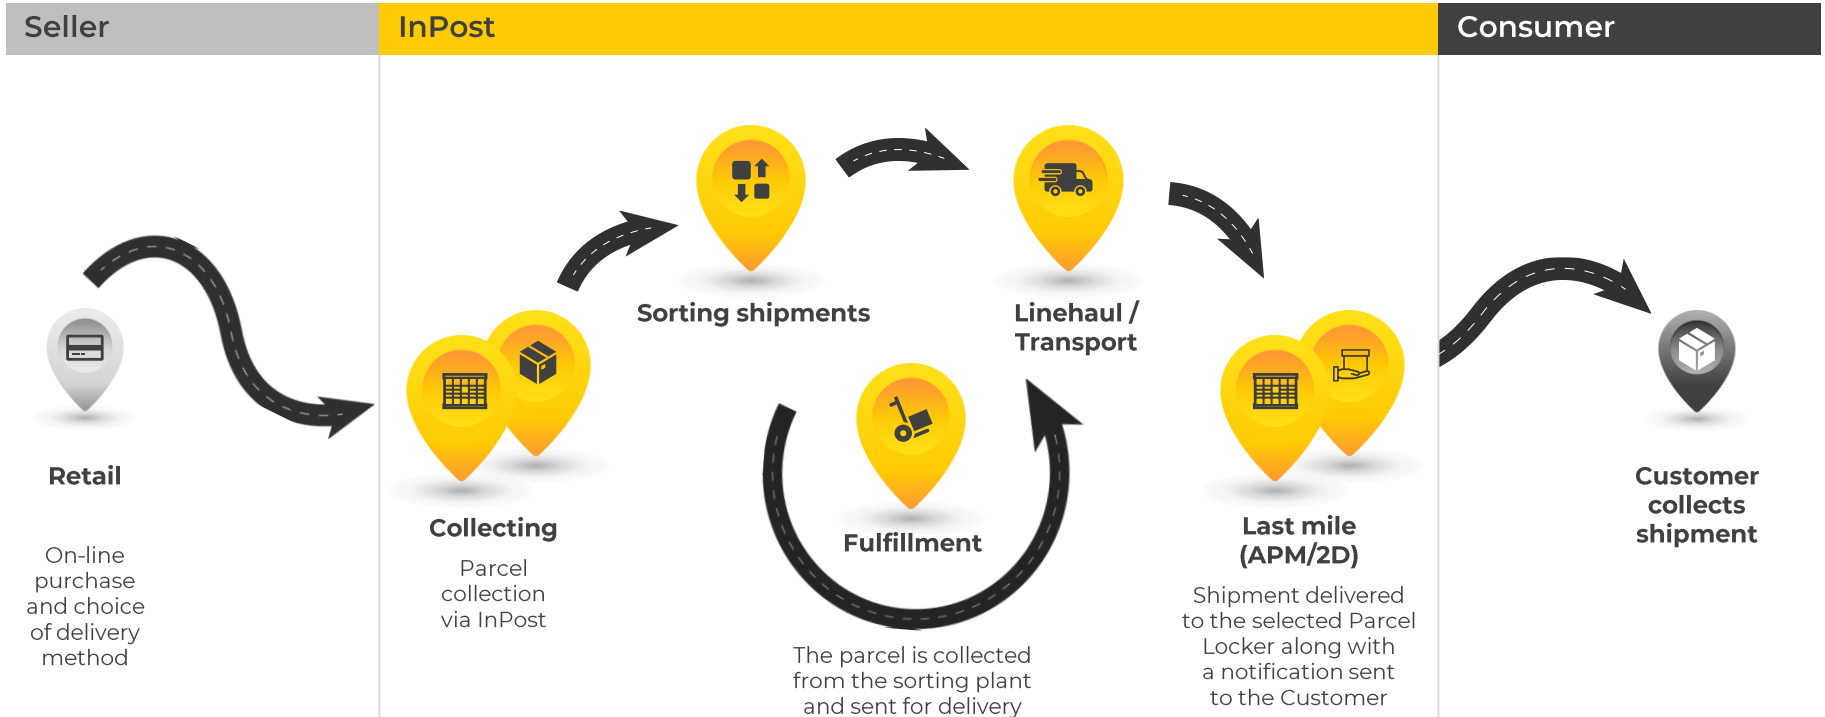 Seller
InPost
Consumer
Retail
On-line
purchase
and choice
of delivery
method
Collecting
Parcel
collection
via InPost
Sorting shipments
Linehaul /
Transport
Fulfillment
The parcel is collected
from the sorting plant
and sent for delivery
Last mile
(APM/2D)
Shipment delivered
to the selected Parcel
Locker along with
a notification sent
to the Customer
Customer
collects
shipment